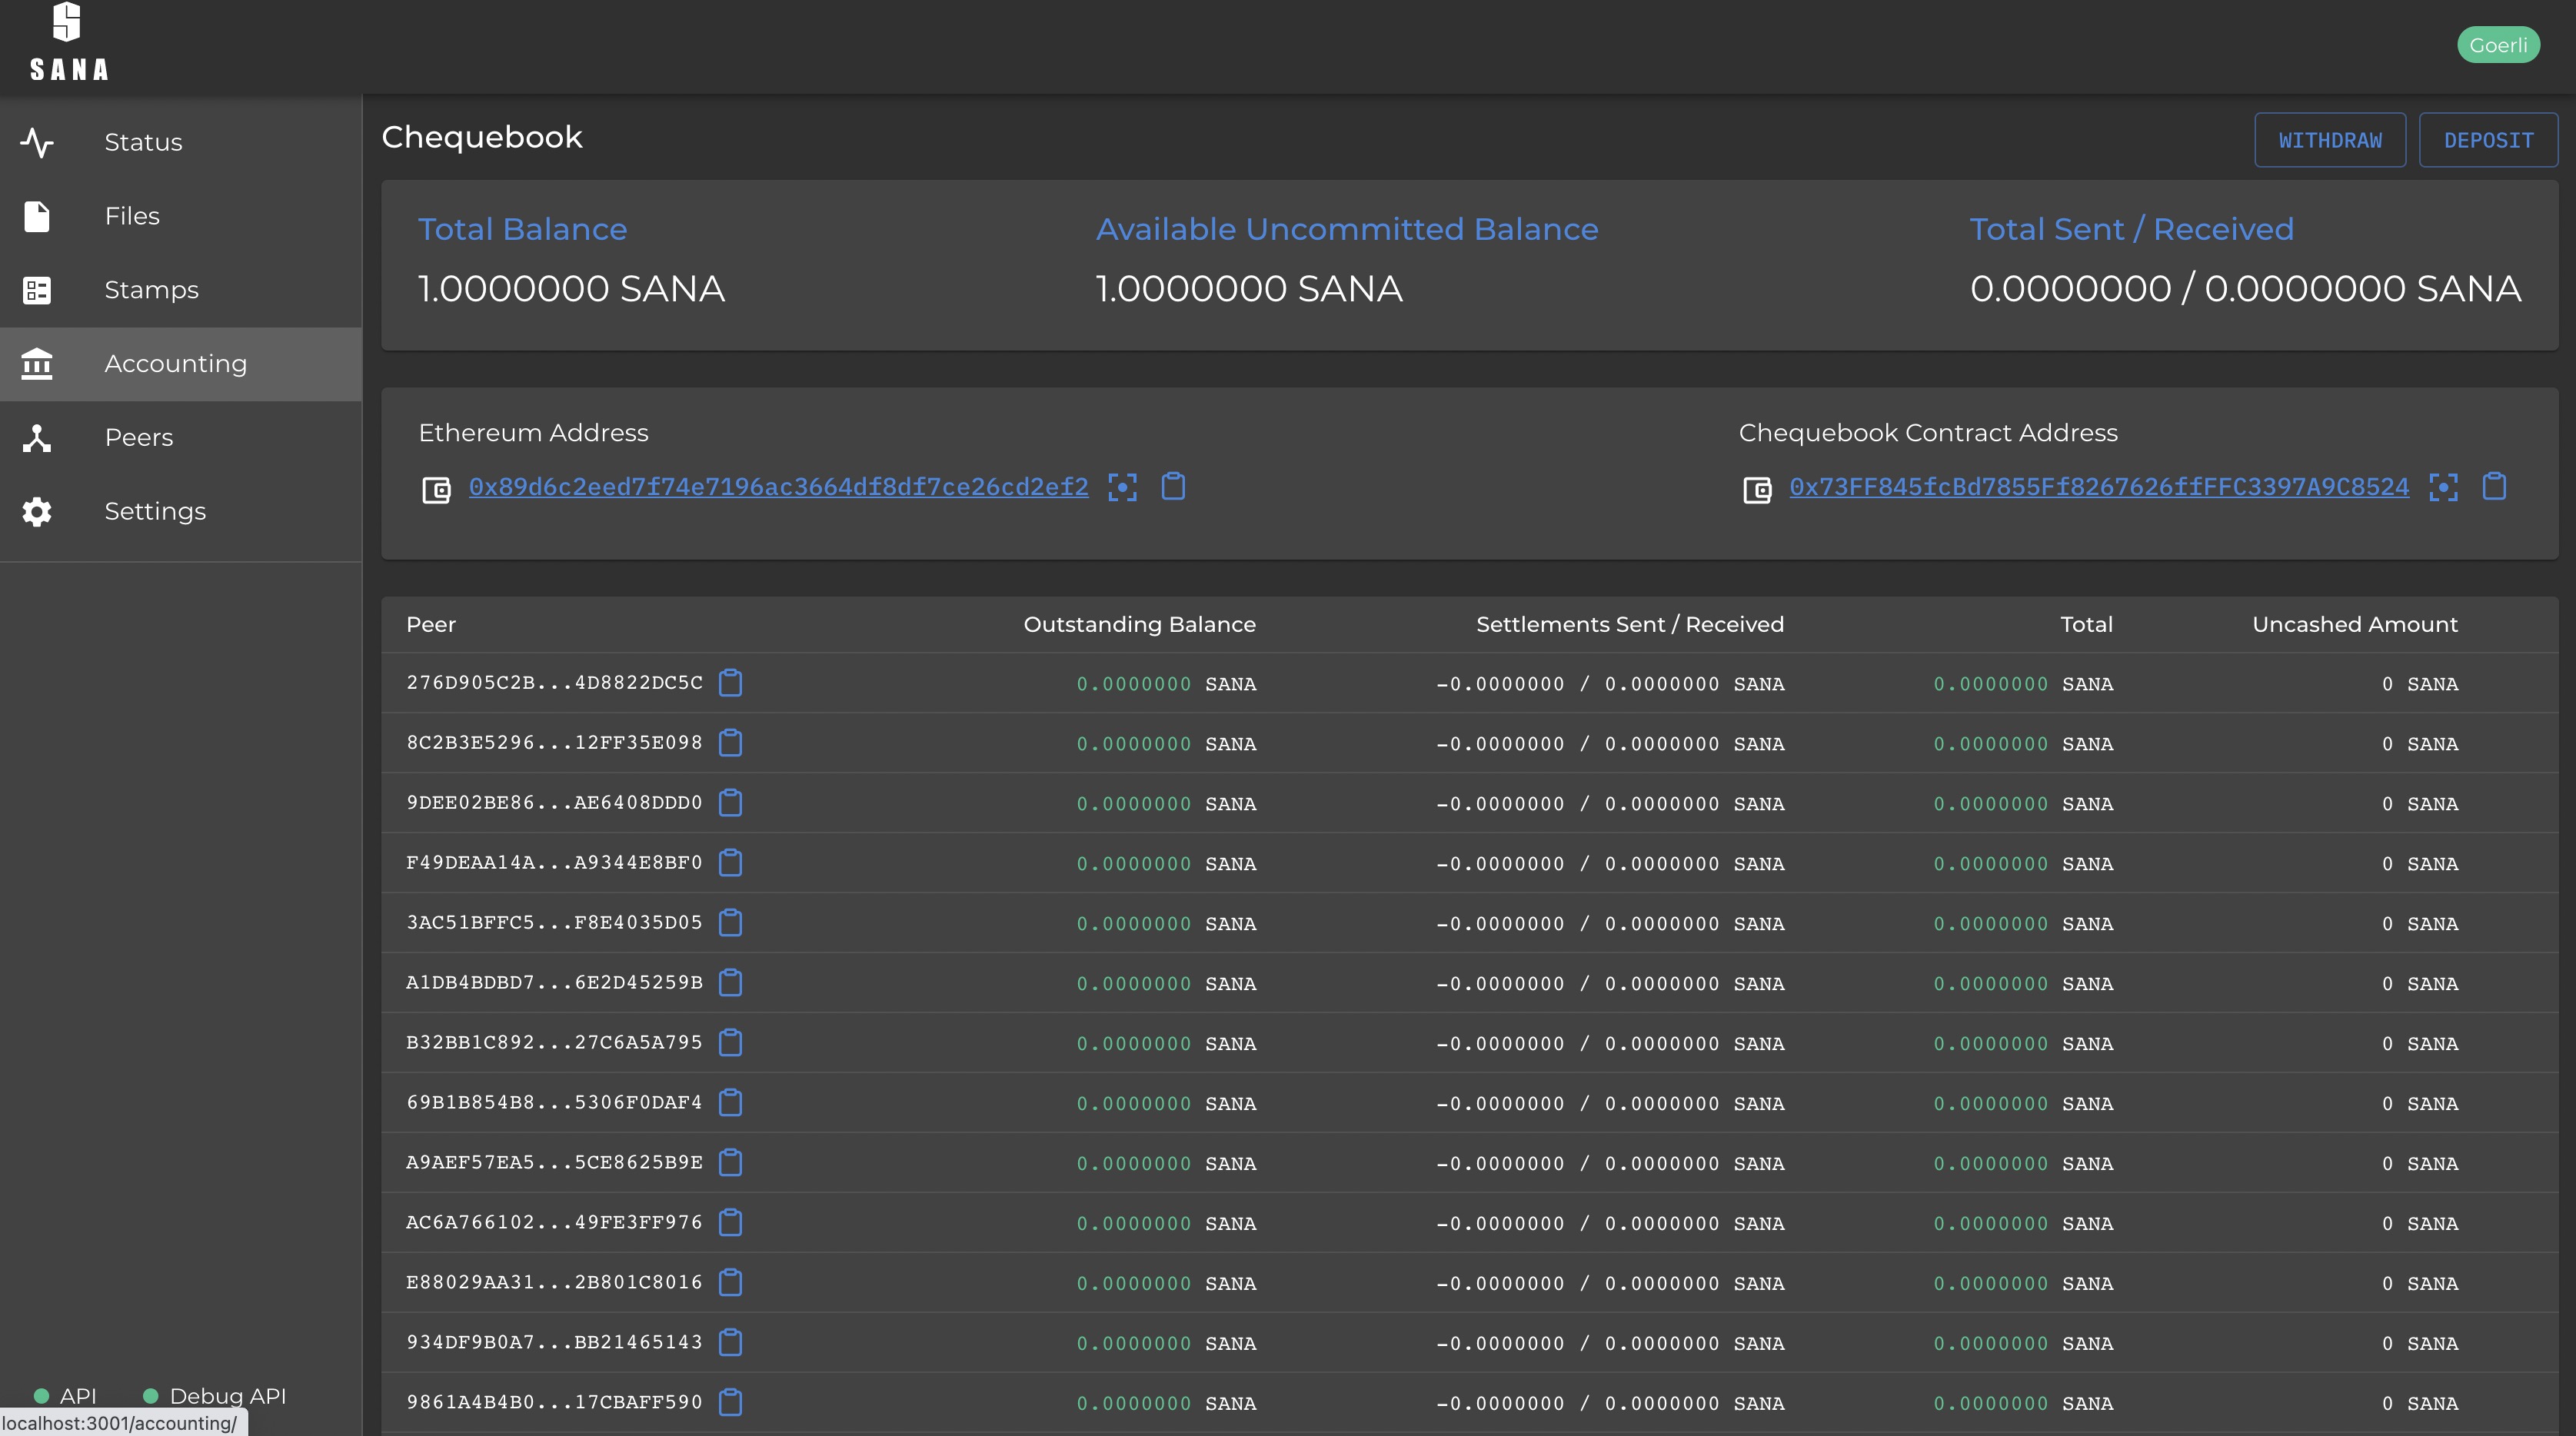 SANA
Goerli
Status
Files
Stamps
Accounting
Peers
Settings
Chequebook
WITHDRAW DEPOSIT
Total Balance Available Uncommitted Balance Total Sent / Received
1.0000000 SANA 1.0000000 SANA 0.0000000 / 0.0000000 SANA
Ethereum Address Chequebook Contract Address
0x89d6c2eed7f74e7196ac3664df8df7ce26cd2ef2 0x73FF845fcBd7855Ff8267626ffFFC3397A9C8524
Peer Outstanding Balance Settlements Sent / Received Total Uncashed Amount
276D905C2B...4D8822DC5C 0.0000000 SANA -0.0000000 / 0.0000000 SANA 0.0000000 SANA 0 SANA
8C2B3E5296...12FF35E098 0.0000000 SANA -0.0000000 / 0.0000000 SANA 0.0000000 SANA 0 SANA
9DEE02BE86...AE6408DDD0 0.0000000 SANA -0.0000000 / 0.0000000 SANA 0.0000000 SANA 0 SANA
F49DEAA14A...A9344E8BF0 0.0000000 SANA -0.0000000 / 0.0000000 SANA 0.0000000 SANA 0 SANA
3AC51BFFC5...F8E4035D05 0.0000000 SANA -0.0000000 / 0.0000000 SANA 0.0000000 SANA 0 SANA
A1DB4BDBD7...6E2D45259B 0.0000000 SANA -0.0000000 / 0.0000000 SANA 0.0000000 SANA 0 SANA
B32BB1C892...27C6A5A795 0.0000000 SANA -0.0000000 / 0.0000000 SANA 0.0000000 SANA 0 SANA
69B1B854B8...5306F0DAF4 0.0000000 SANA -0.0000000 / 0.0000000 SANA 0.0000000 SANA 0 SANA
A9AEF57EA5...5CE8625B9E 0.0000000 SANA -0.0000000 / 0.0000000 SANA 0.0000000 SANA 0 SANA
AC6A766102...49FE3FF976 0.0000000 SANA -0.0000000 / 0.0000000 SANA 0.0000000 SANA 0 SANA
E88029AA31...2B801C8016 0.0000000 SANA -0.0000000 / 0.0000000 SANA 0.0000000 SANA 0 SANA
934DF9B0A7...BB21465143 0.0000000 SANA -0.0000000 / 0.0000000 SANA 0.0000000 SANA 0 SANA
9861A4B4B0...17CBAFF590 0.0000000 SANA -0.0000000 / 0.0000000 SANA 0.0000000 SANA 0 SANA
API Debug API
localhost:3001/accounting/